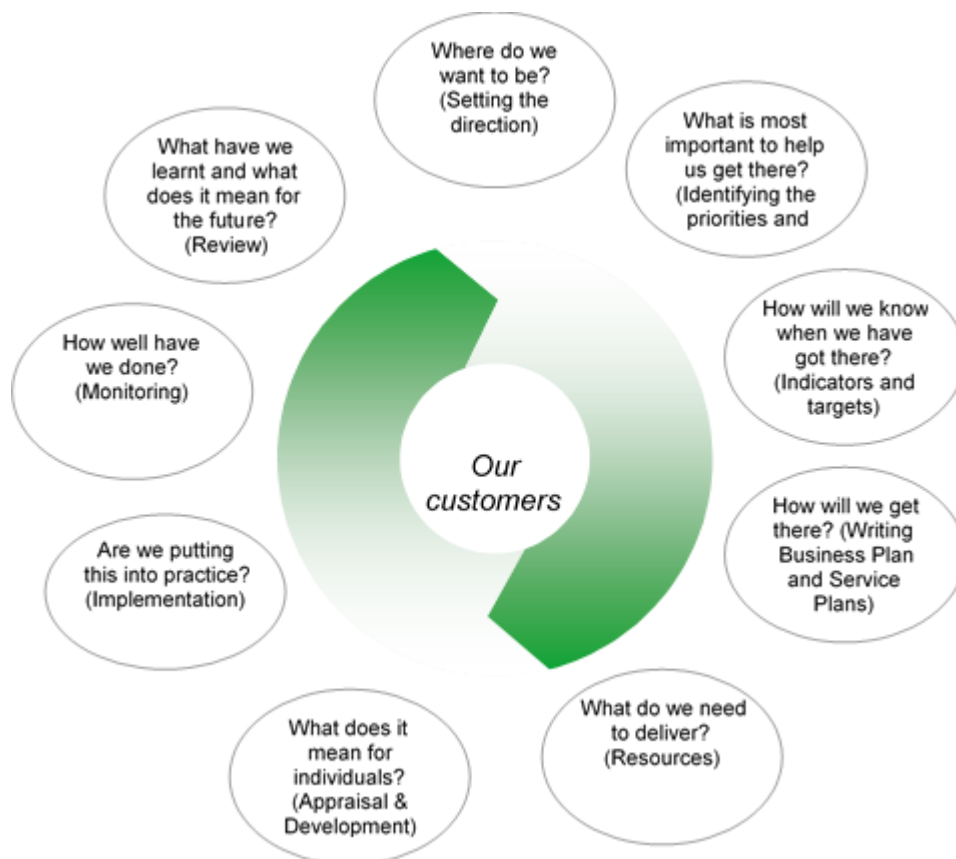 Where do we
want to be?
(Setting the
direction)
What is most
important to help
us get there?
(Identifying the
priorities and
How will we know
when we have
got there?
(Indicators and
targets)
How will we get
there? (Writing
Business Plan
and Service
Plans)
What do we need
to deliver?
(Resources)
What does it
mean for
individuals?
(Appraisal &
Development)
Are we putting
this into practice?
(Implementation)
How well have
we done?
(Monitoring)
What have we
learnt and what
does it mean for
the future?
(Review)
Our
customers